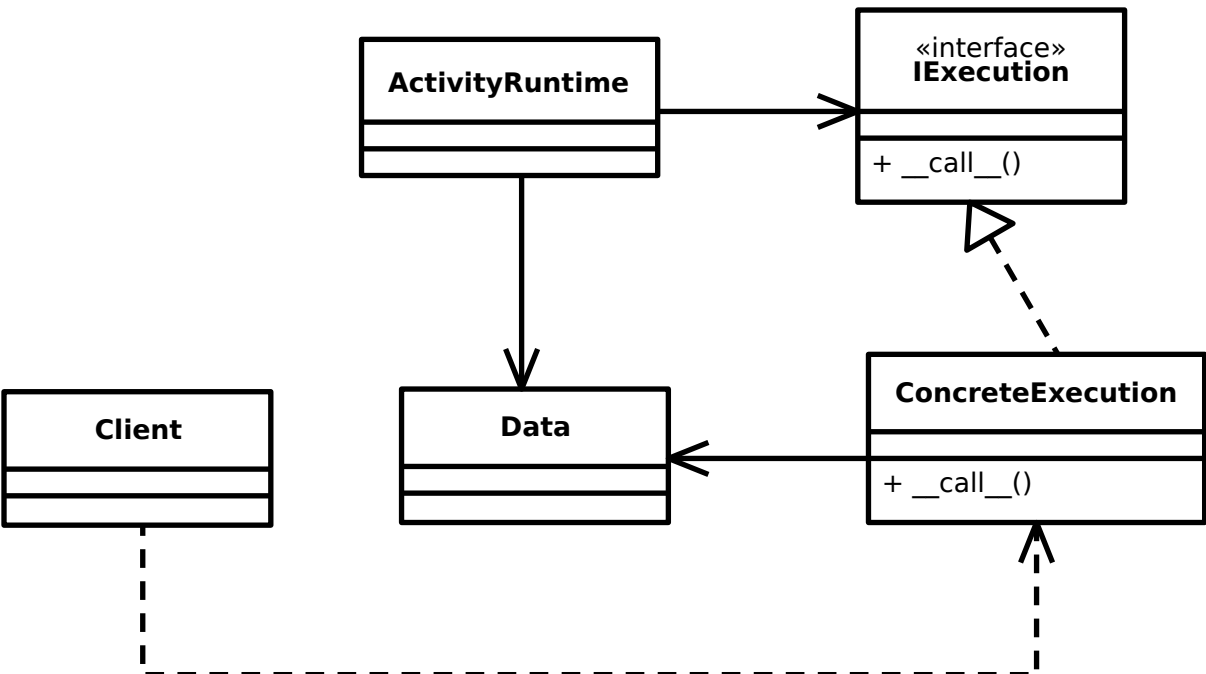 «interface»
IExecution
ActivityRuntime
+ __call__()
ConcreteExecution
Client
Data
+ __call__()